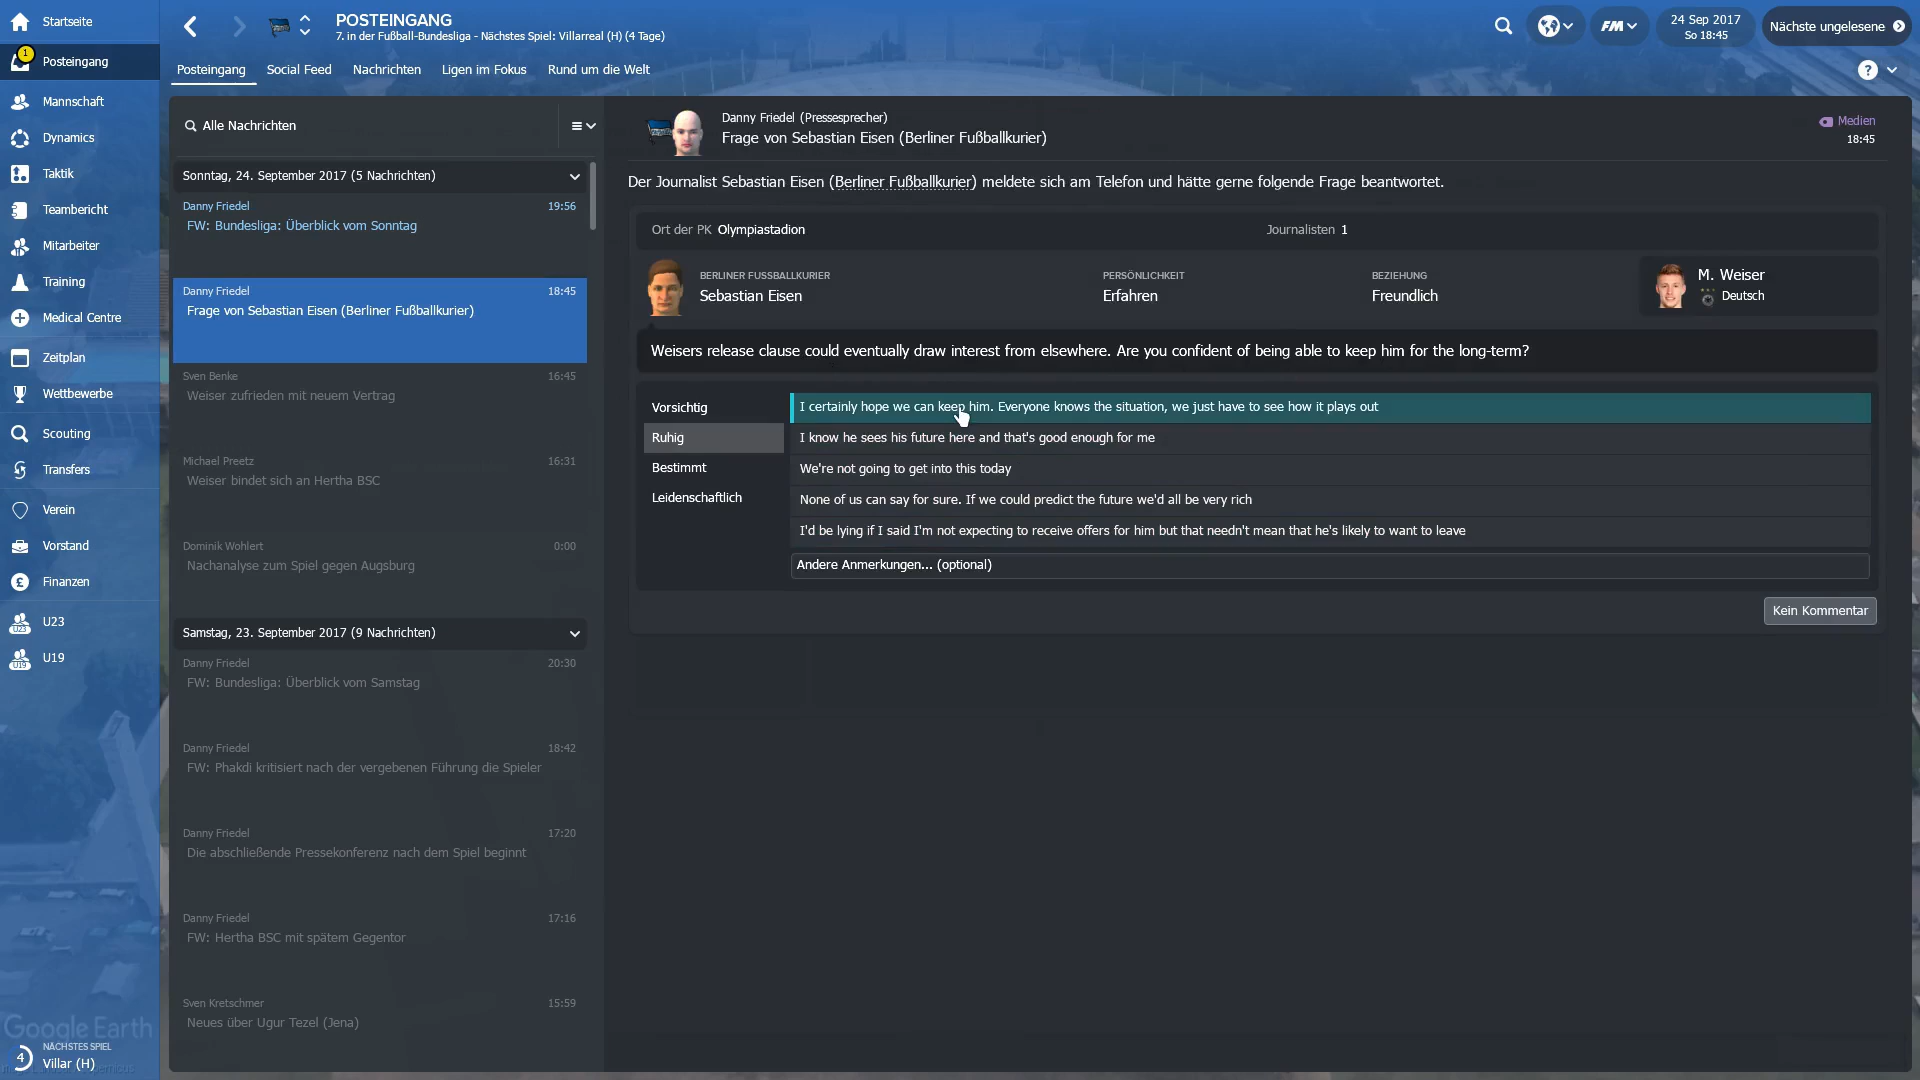 Startseite
1
Posteingang
Mannschaft
Dynamics
Taktik
Teambericht
Mitarbeiter
Training
Medical Centre
Zeitplan
Wettbewerbe
Scouting
Transfers
Verein
Vorstand
Finanzen
U23
U23
U19
U19
Google Earth
NÄCHSTES SPIEL
4
Villar (H)
POSTEINGANG
7. in der Fußball-Bundesliga - Nächstes Spiel: Villarreal (H) (4 Tage)
FM
24 Sep 2017
So 18:45
Nächste ungelesene
Posteingang
Social Feed
Nachrichten
Ligen im Fokus
Rund um die Welt
?
Alle Nachrichten
Sonntag, 24. September 2017 (5 Nachrichten)
Danny Friedel 19:56
FW: Bundesliga: Überblick vom Sonntag
Danny Friedel 18:45
Frage von Sebastian Eisen (Berliner Fußballkurier)
Sven Benke 16:45
Weiser zufrieden mit neuem Vertrag
Michael Preetz 16:31
Weiser bindet sich an Hertha BSC
Dominik Wohlert 0:00
Nachanalyse zum Spiel gegen Augsburg
Samstag, 23. September 2017 (9 Nachrichten)
Danny Friedel 20:30
FW: Bundesliga: Überblick vom Samstag
Danny Friedel 18:42
FW: Phakdi kritisiert nach der vergebenen Führung die Spieler
Danny Friedel 17:20
Die abschließende Pressekonferenz nach dem Spiel beginnt
Danny Friedel 17:16
FW: Hertha BSC mit spätem Gegentor
Sven Kretschmer 15:59
Neues über Ugur Tezel (Jena)
Danny Friedel (Pressesprecher)
Frage von Sebastian Eisen (Berliner Fußballkurier)
Medien
18:45
Der Journalist Sebastian Eisen (Berliner Fußballkurier) meldete sich am Telefon und hätte gerne folgende Frage beantwortet.
Ort der PK Olympiastadion
Journalisten 1
BERLINER FUSSBALLKURIER
Sebastian Eisen
PERSÖNLICHKEIT
Erfahren
BEZIEHUNG
Freundlich
M. Weiser
Deutsch
Weisers release clause could eventually draw interest from elsewhere. Are you confident of being able to keep him for the long-term?
Vorsichtig
Ruhig
Bestimmt
Leidenschaftlich
I certainly hope we can keep him. Everyone knows the situation, we just have to see how it plays out
I know he sees his future here and that's good enough for me
We're not going to get into this today
None of us can say for sure. If we could predict the future we'd all be very rich
I'd be lying if I said I'm not expecting to receive offers for him but that needn't mean that he's likely to want to leave
Andere Anmerkungen... (optional)
Kein Kommentar